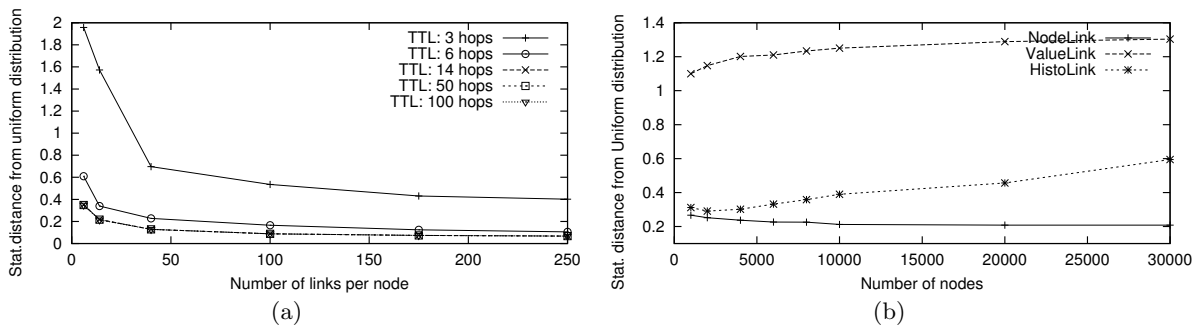 Stat.distance from uniform distribution
2
1.8
1.6
1.4
1.2
1
0.8
0.6
0.4
0.2
0
TTL: 3 hops
TTL: 6 hops
TTL: 14 hops
TTL: 50 hops
TTL: 100 hops
0 50 100 150 200 250
Number of links per node
(a)
Stat. distance from Uniform distribution
1.4
1.2
1
0.8
0.6
0.4
0.2
NodeLink
ValueLink
HistoLink
0 5000 10000 15000 20000 25000 30000
Number of nodes
(b)